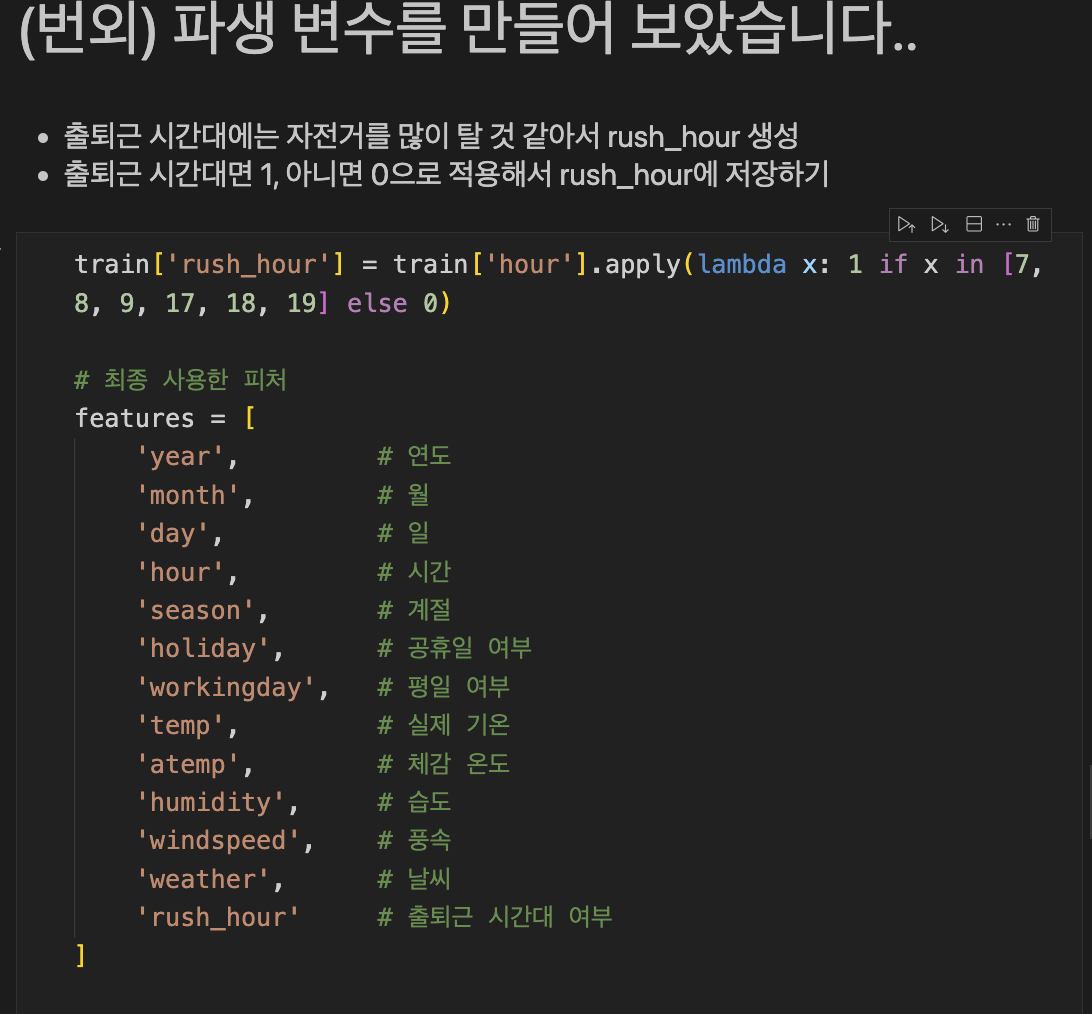 (번외) 파생 변수를 만들어 보았습니다..
• 출퇴근 시간대에는 자전거를 많이 탈 것 같아서 rush_hour 생성
• 출퇴근 시간대면 1, 아니면 0으로 적용해서 rush_hour에 저장하기
train['rush_hour'] = train['hour'].apply(lambda x: 1 if x in [7,
8, 9, 17, 18, 19] else 0)
# 최종 사용한 피처
features = [
'year', # 연도
'month', # 월
'day', # 일
'hour', # 시간
'season', # 계절
'holiday', # 공휴일 여부
'workingday', # 평일 여부
'temp', # 실제 기온
'atemp', # 체감 온도
'humidity', # 습도
'windspeed', # 풍속
'weather', # 날씨
'rush_hour' # 출퇴근 시간대 여부
]